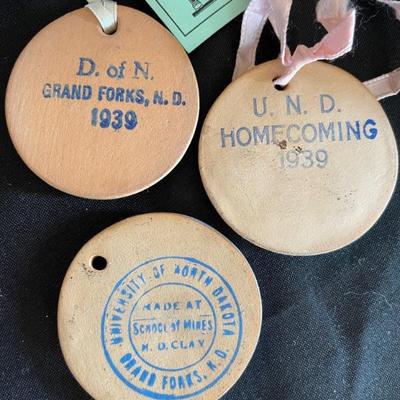 D. of N.
GRAND FORKS, N. D.
1939
U. N. D.
HOMECOMING
1939
UNIVERSITY OF NORTH DAKOTA
MADE AT
SCHOOL OF MINES
N. D. CLAY
GRAND FORKS, N. D.